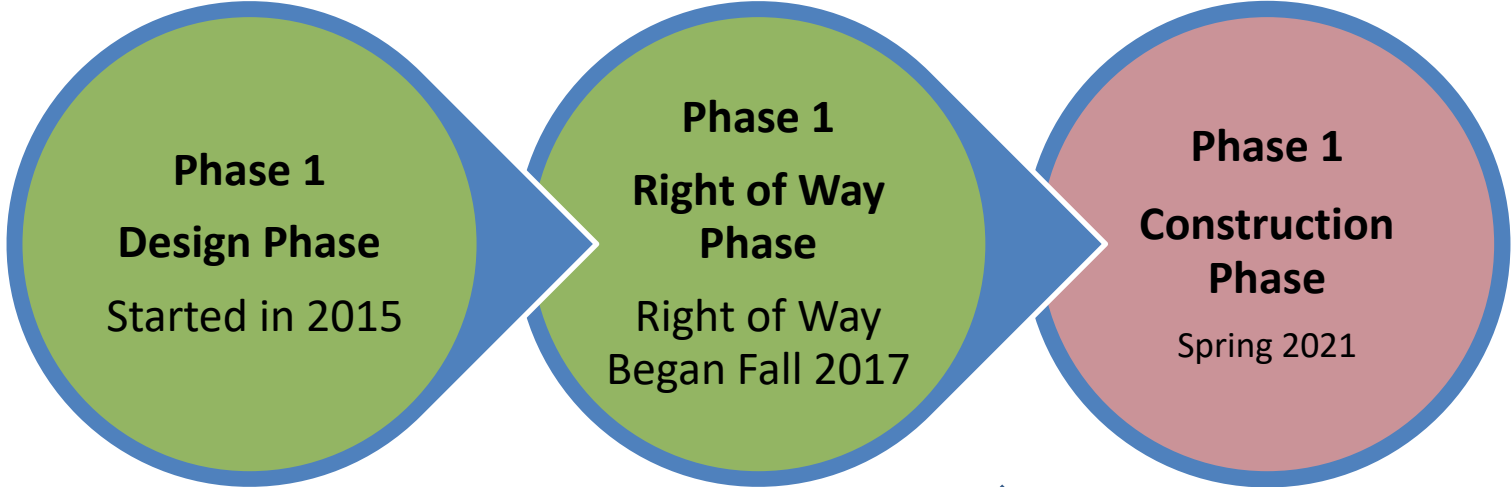 Phase 1
Design Phase
Started in 2015
Phase 1
Right of Way
Phase
Right of Way
Began Fall 2017
Phase 1
Construction
Phase
Spring 2021